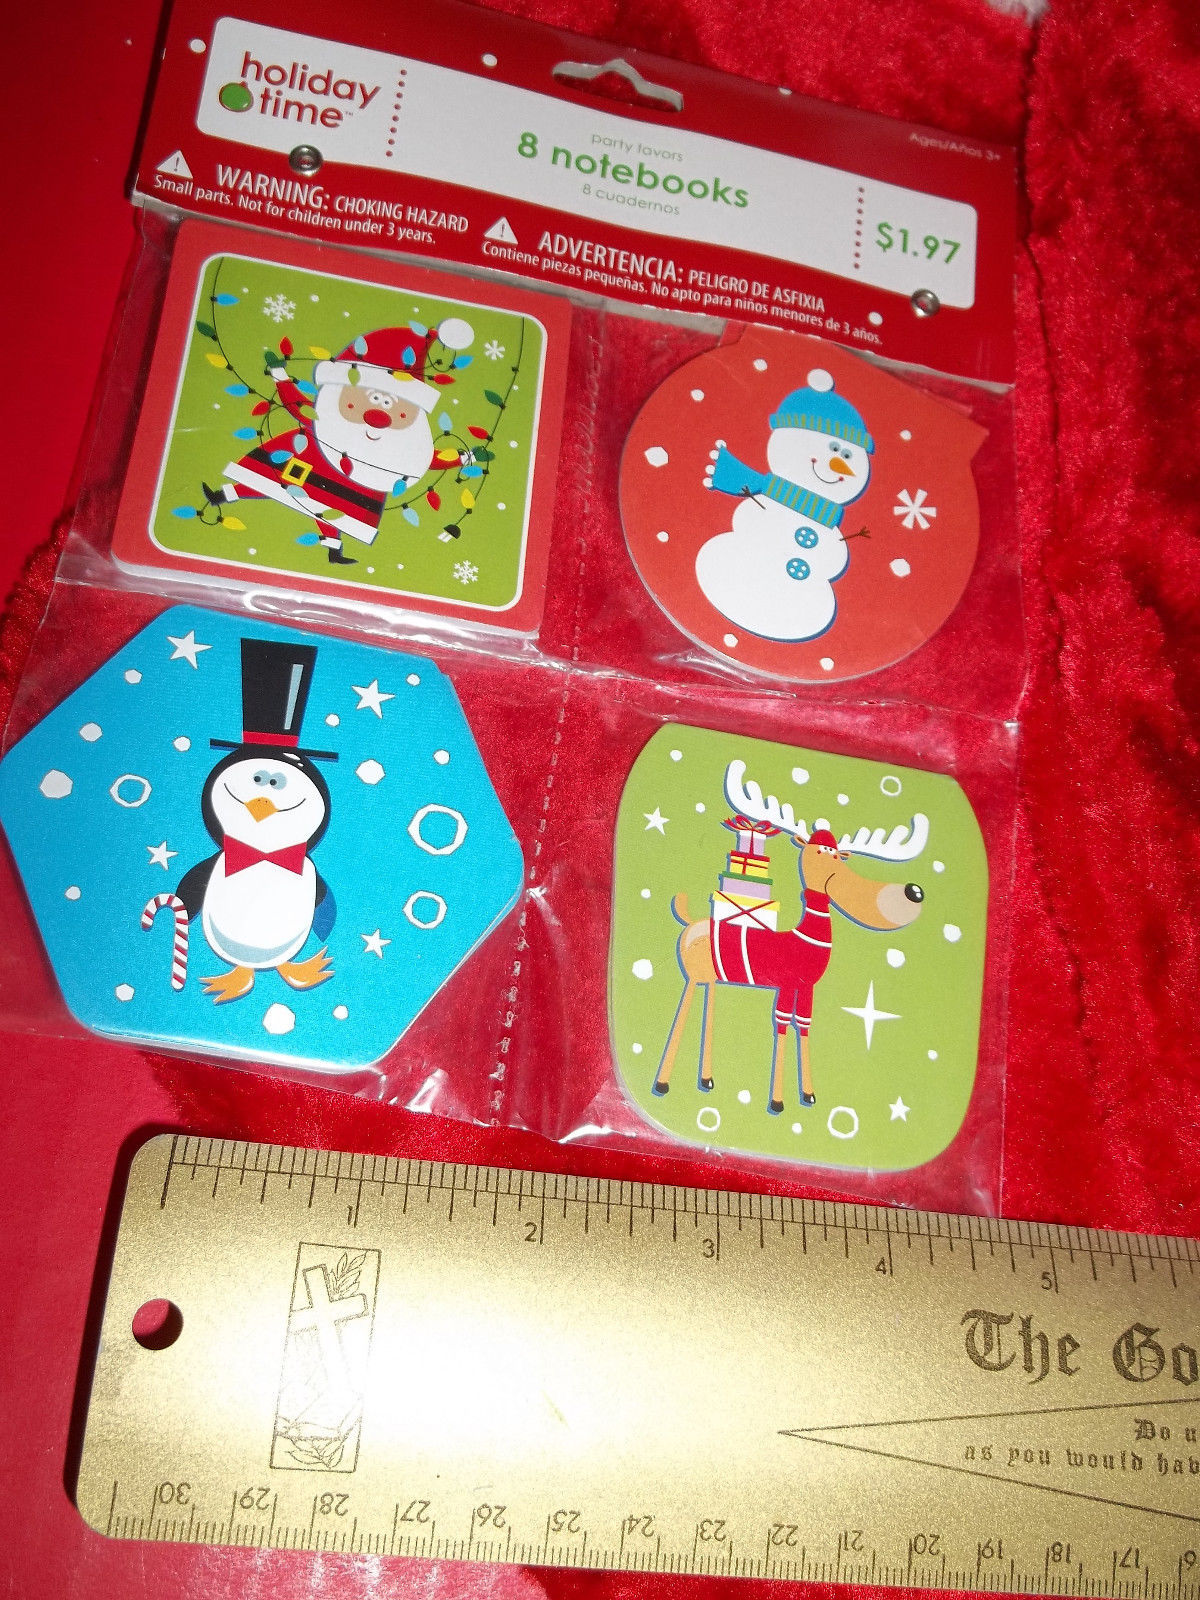 holiday
time™
party favors
8 notebooks
8 cuadernos
Ages/Años 3+
$1.97
WARNING: CHOKING HAZARD
Small parts. Not for children under 3 years.
ADVERTENCIA: PELIGRO DE ASFIXIA
Contiene piezas pequeñas. No apto para niños menores de 3 años.
1 2 3 4 5
The Go
Do u
as you would hav
30 29 28 27 26 25 24 23 22 21 20 19 18 17